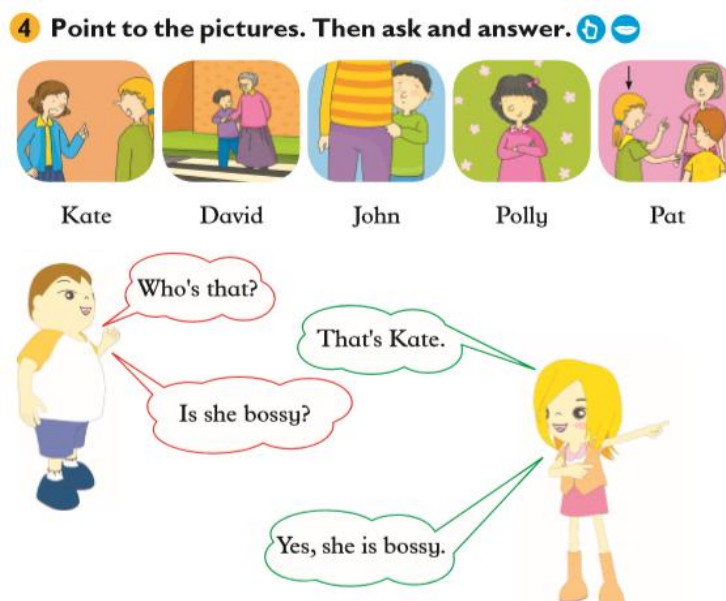 4 Point to the pictures. Then ask and answer.
Kate David John Polly Pat
Who's that?
That's Kate.
Is she bossy?
Yes, she is bossy.